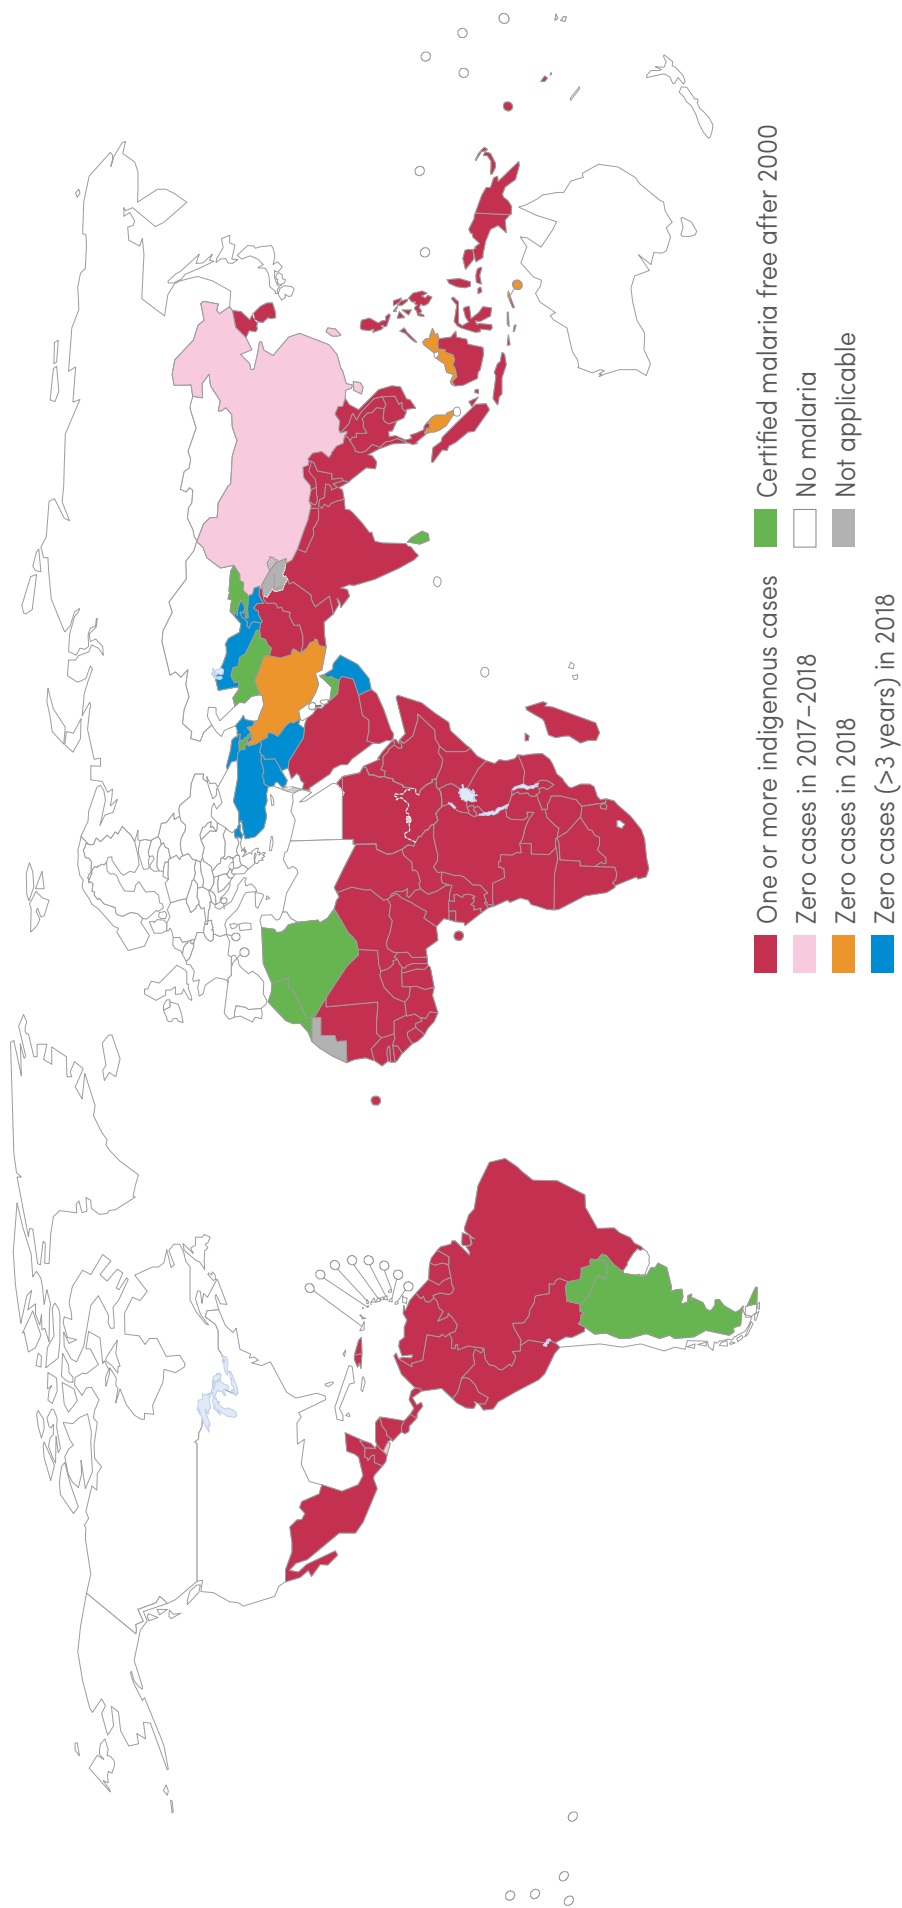 One or more indigenous cases
Zero cases in 2017–2018
Zero cases in 2018
Zero cases (>3 years) in 2018
Certified malaria free after 2000
No malaria
Not applicable